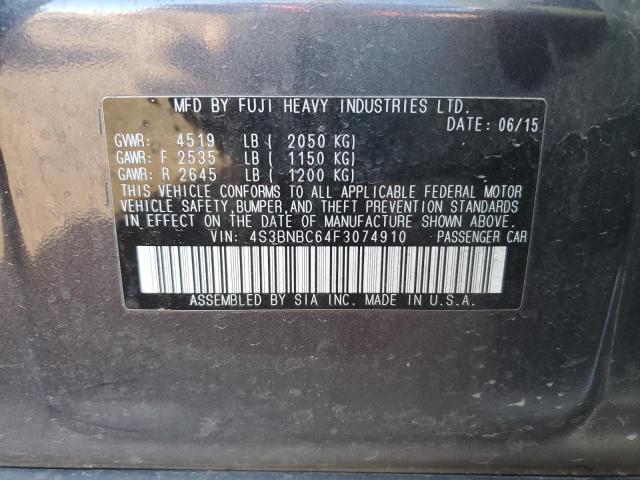 MFD BY FUJI HEAVY INDUSTRIES LTD.
DATE: 06/15
GVWR: 4519 LB ( 2050 KG)
GAWR: F 2535 LB ( 1150 KG)
GAWR: R 2645 LB ( 1200 KG)
THIS VEHICLE CONFORMS TO ALL APPLICABLE FEDERAL MOTOR
VEHICLE SAFETY, BUMPER, AND THEFT PREVENTION STANDARDS
IN EFFECT ON THE DATE OF MANUFACTURE SHOWN ABOVE.
VIN: 4S3BNBC64F3074910 PASSENGER CAR
ASSEMBLED BY SIA INC. MADE IN U.S.A.